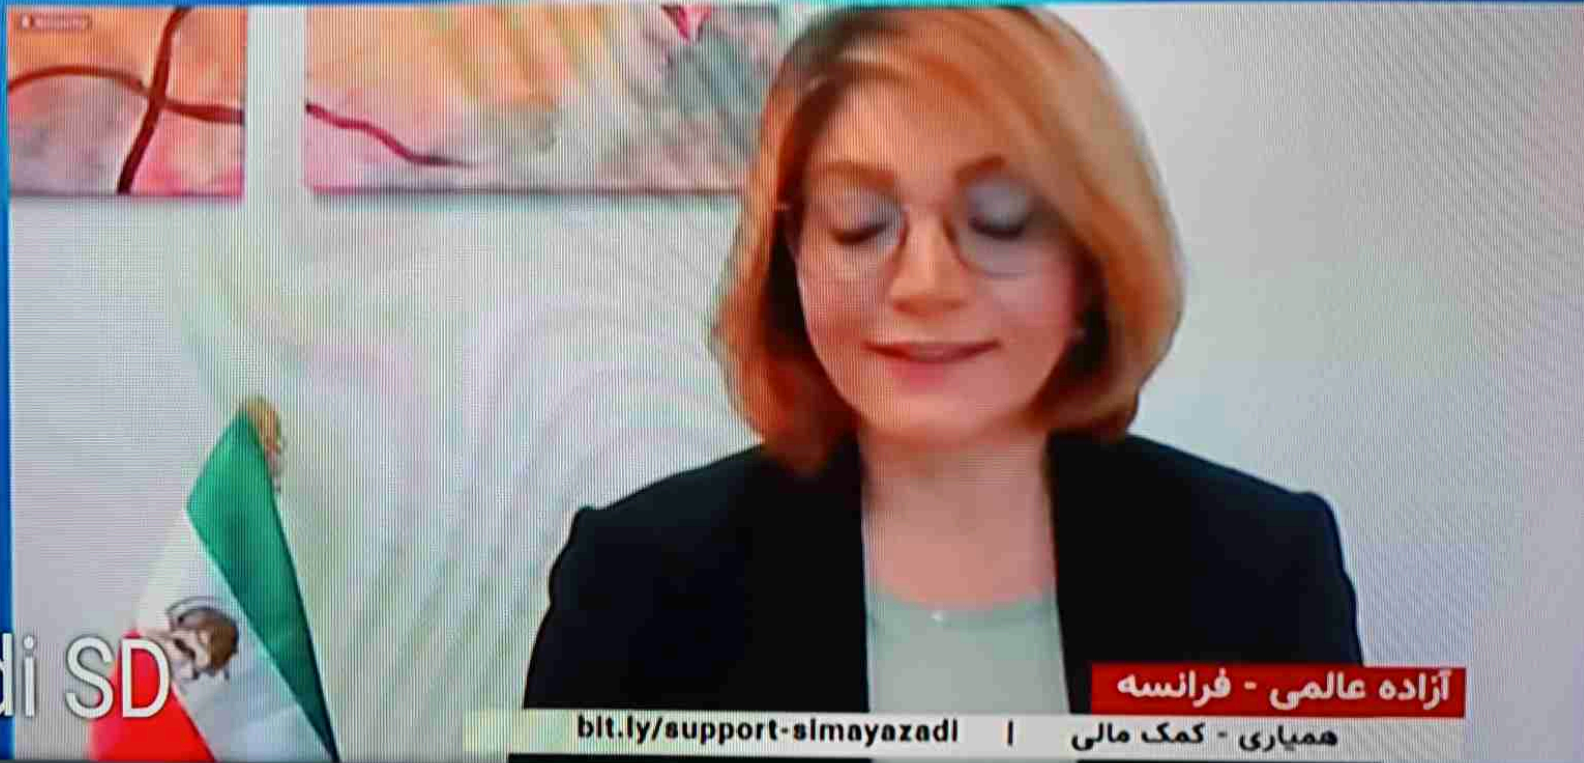 di SD
آزاده عالمی - فرانسه
همیاری - کمک مالی | bit.ly/support-simayazadi